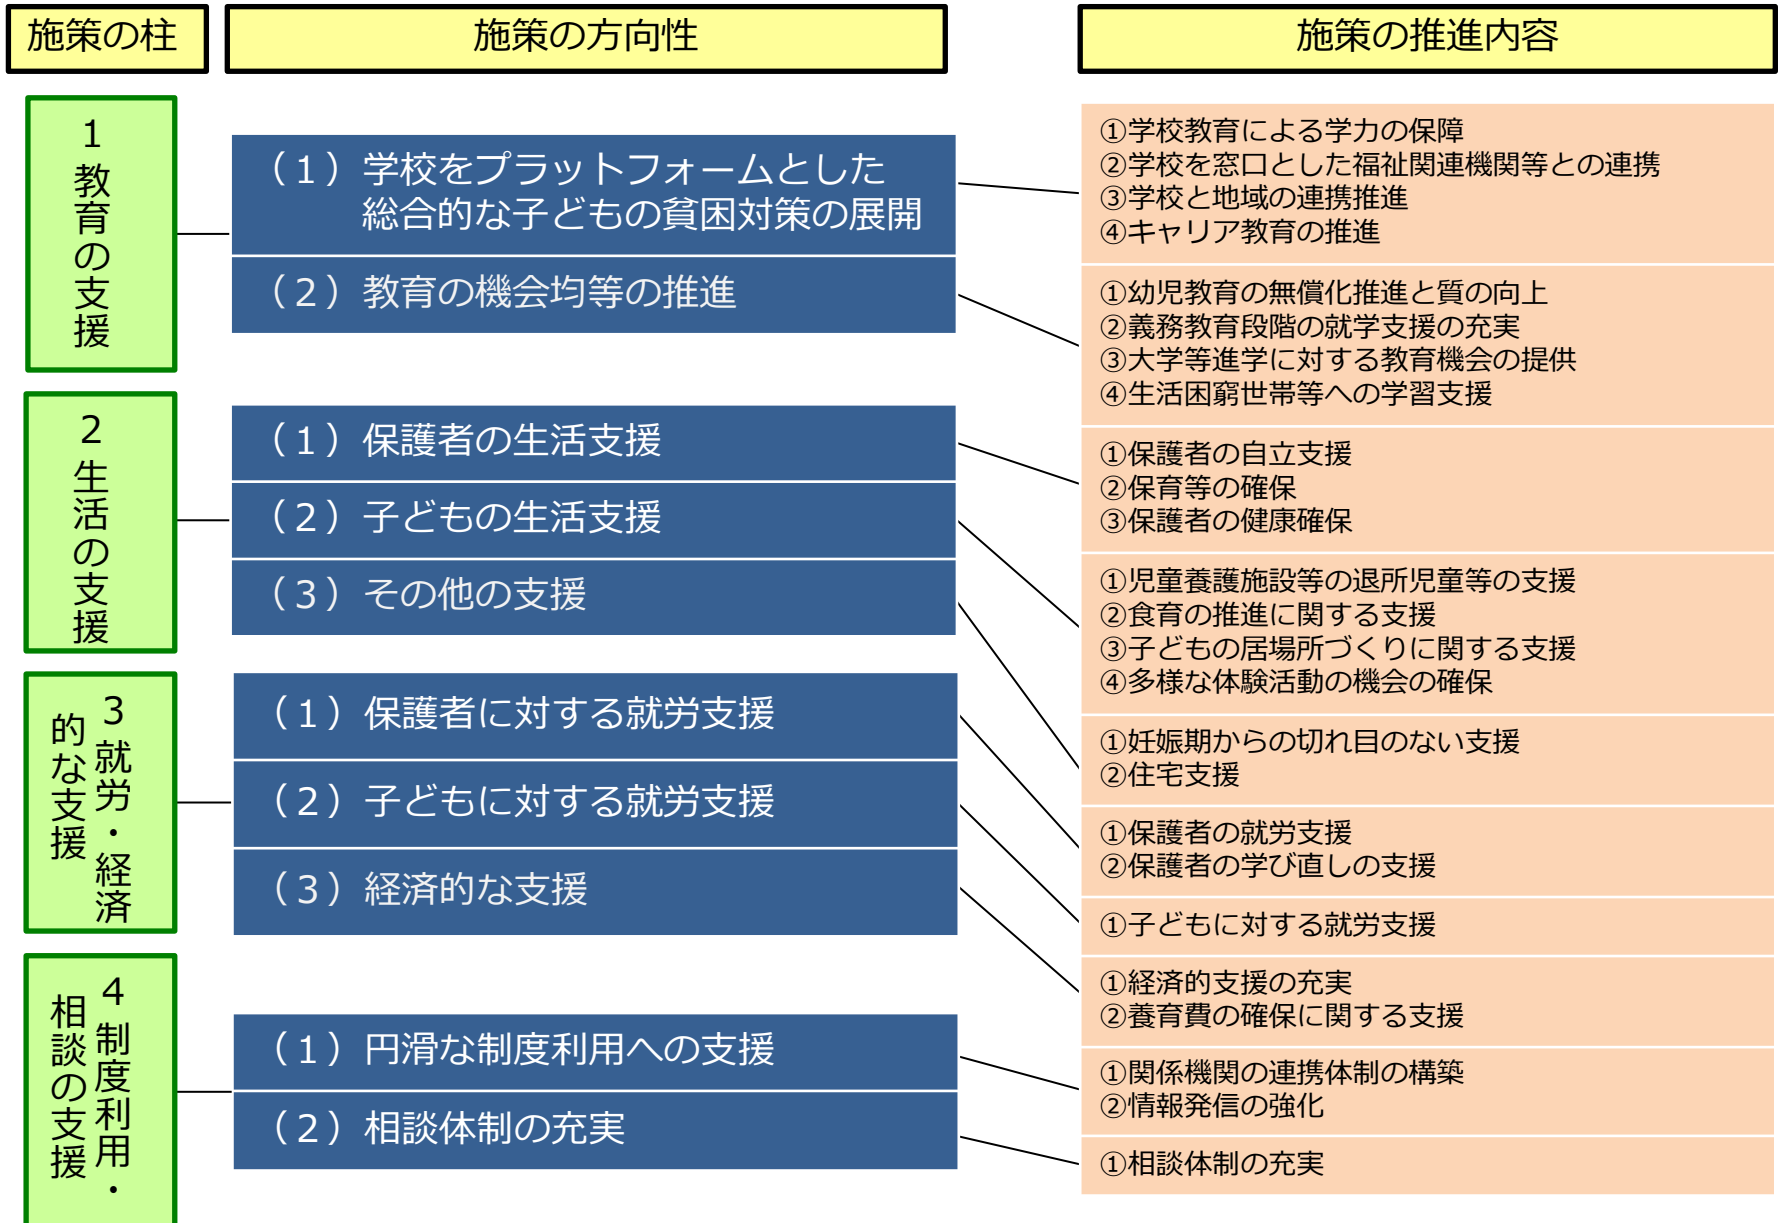 施策の柱
施策の方向性
施策の推進内容
1 教育の支援
（１）学校をプラットフォームとした
総合的な子どもの貧困対策の展開
（２）教育の機会均等の推進
①学校教育による学力の保障
②学校を窓口とした福祉関連機関等との連携
③学校と地域の連携推進
④キャリア教育の推進
①幼児教育の無償化推進と質の向上
②義務教育段階の就学支援の充実
③大学等進学に対する教育機会の提供
④生活困窮世帯等への学習支援
2 生活の支援
（１）保護者の生活支援
（２）子どもの生活支援
（３）その他の支援
①保護者の自立支援
②保育等の確保
③保護者の健康確保
①児童養護施設等の退所児童等の支援
②食育の推進に関する支援
③子どもの居場所づくりに関する支援
④多様な体験活動の機会の確保
①妊娠期からの切れ目のない支援
②住宅支援
3 就労・経済
的な支援
（１）保護者に対する就労支援
（２）子どもに対する就労支援
（３）経済的な支援
①保護者の就労支援
②保護者の学び直しの支援
①子どもに対する就労支援
①経済的支援の充実
②養育費の確保に関する支援
4 制度利用・
相談の支援
（１）円滑な制度利用への支援
（２）相談体制の充実
①関係機関の連携体制の構築
②情報発信の強化
①相談体制の充実